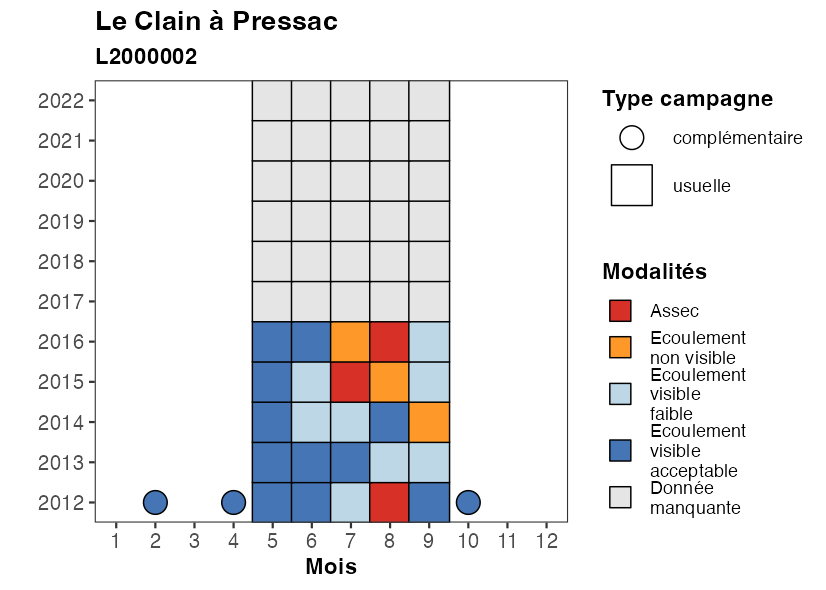 Le Clain à Pressac
L2000002
2022
2021
2020
2019
2018
2017
2016
2015
2014
2013
2012
1 2 3 4 5 6 7 8 9 10 11 12
Mois
Type campagne
complémentaire
usuelle
Modalités
Assec
Ecoulement
non visible
Ecoulement
visible
faible
Ecoulement
visible
acceptable
Donnée
manquante